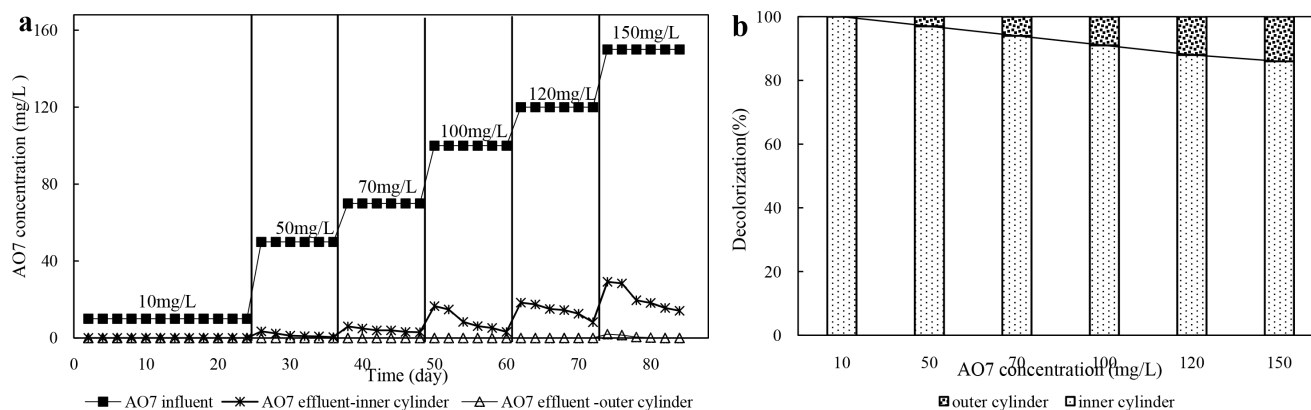 a
AO7 concentration (mg/L )
160
120
80
40
0
10mg/L
50mg/L
70mg/L
100mg/L
120mg/L
150mg/L
0 10 20 30 40 50 60 70 80
Time (day)
AO7 influent AO7 effluent-inner cylinder AO7 effluent -outer cylinder
b
Decolorization(%)
100
80
60
40
20
0
10 50 70 100 120 150
AO7 concentration (mg/L)
outer cylinder inner cylinder